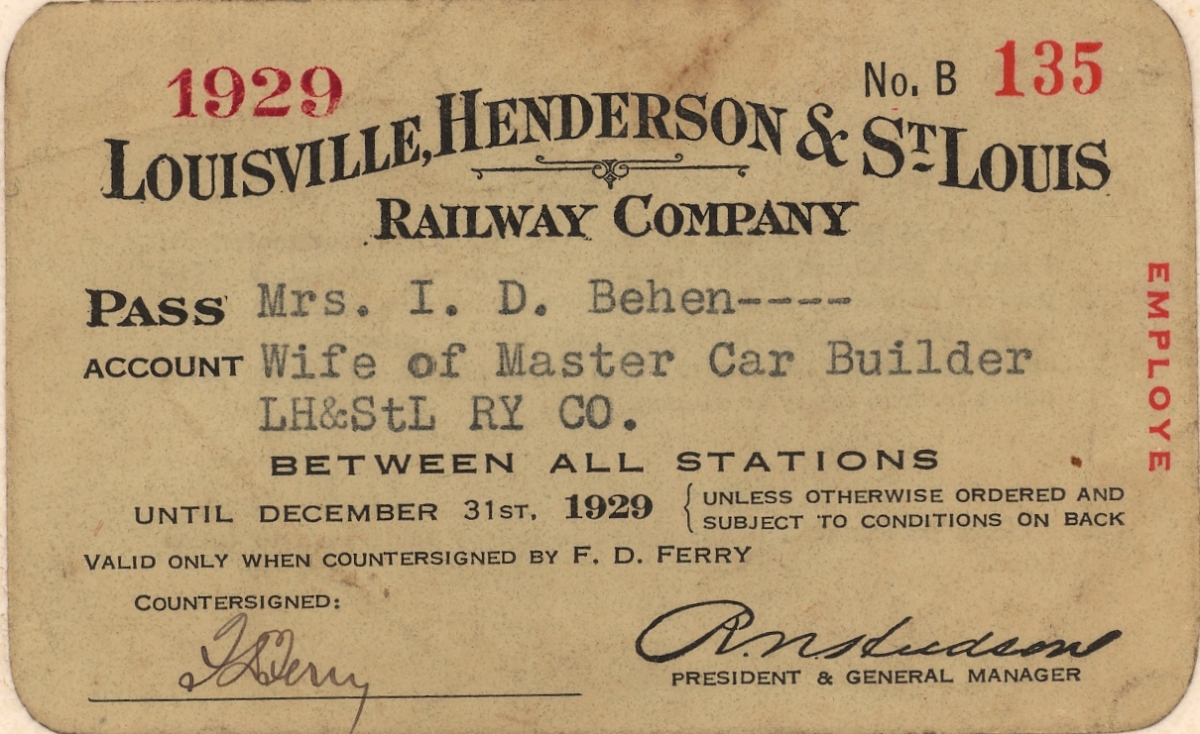 1929
No. B 135
LOUISVILLE, HENDERSON & ST. LOUIS
RAILWAY COMPANY
PASS Mrs. I. D. Behen----
ACCOUNT Wife of Master Car Builder
LH&StL RY CO.
BETWEEN ALL STATIONS
UNTIL DECEMBER 31ST, 1929 { UNLESS OTHERWISE ORDERED AND
SUBJECT TO CONDITIONS ON BACK
VALID ONLY WHEN COUNTERSIGNED BY F. D. FERRY
COUNTERSIGNED:
F D Ferry
R. N. Hudson
PRESIDENT & GENERAL MANAGER
EMPLOYE